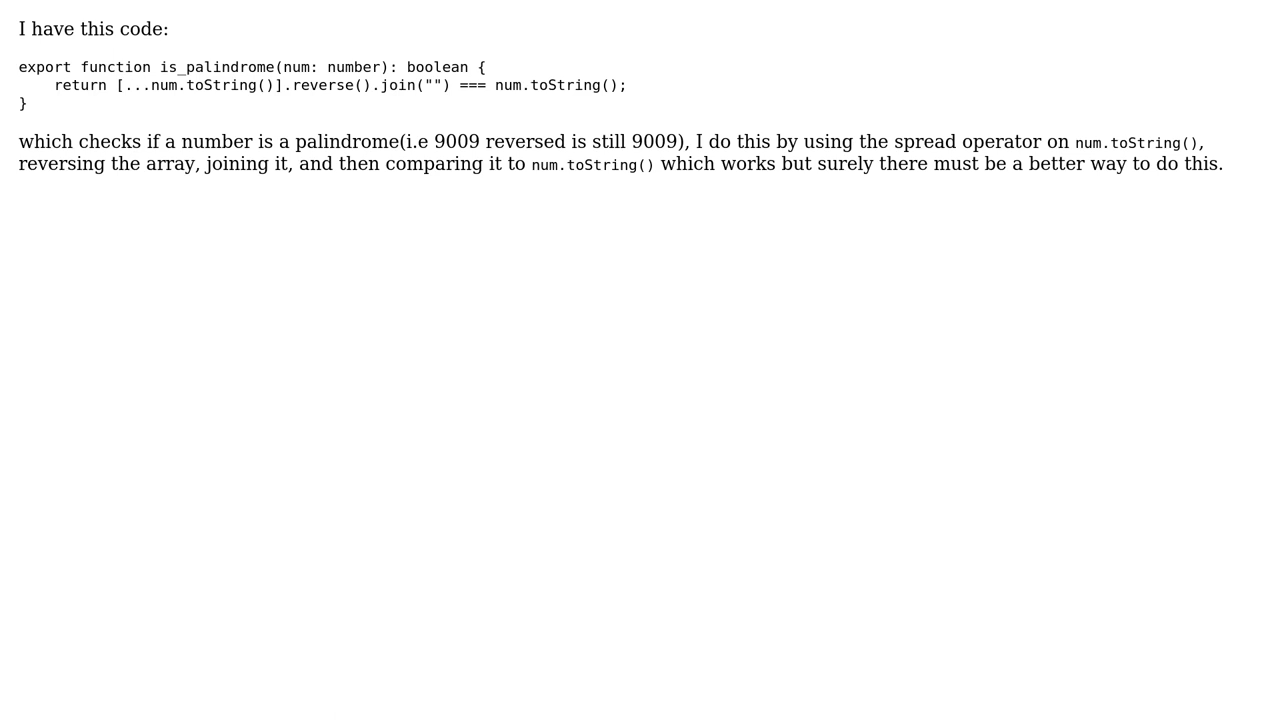 I have this code:
export function is_palindrome(num: number): boolean {
    return [...num.toString()].reverse().join("") === num.toString();
}
which checks if a number is a palindrome(i.e 9009 reversed is still 9009), I do this by using the spread operator on num.toString(),
reversing the array, joining it, and then comparing it to num.toString() which works but surely there must be a better way to do this.